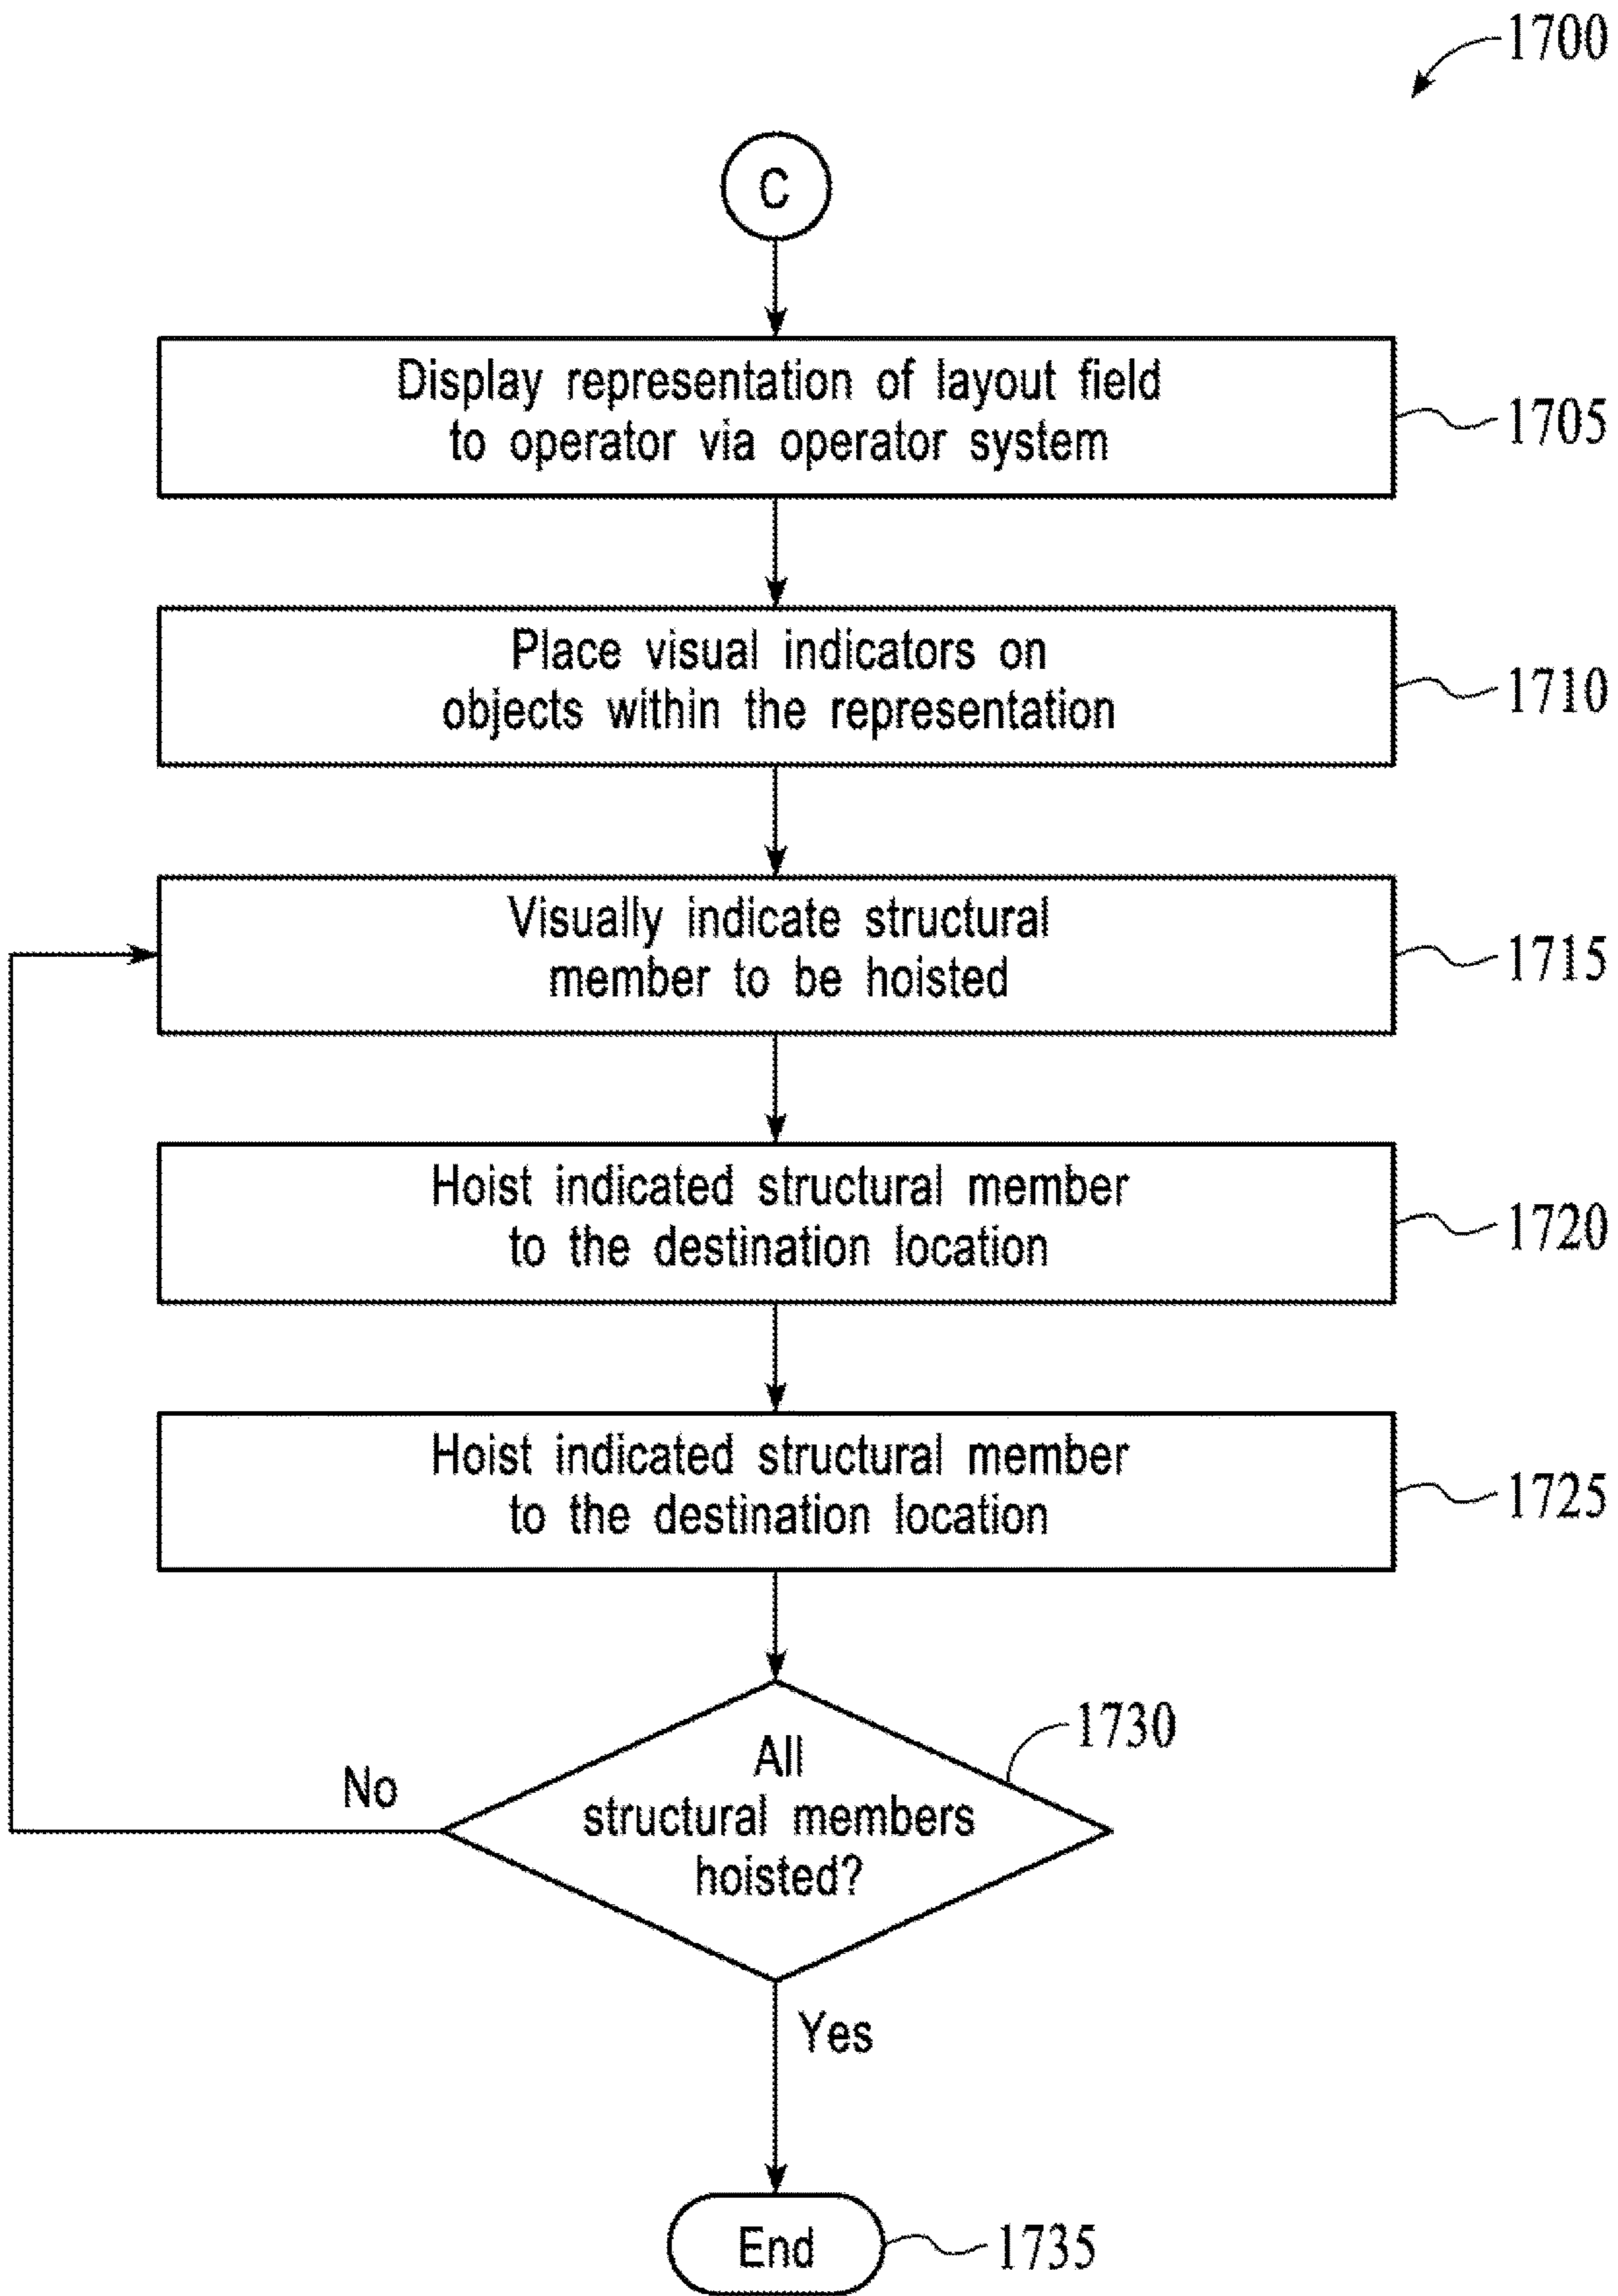 1700
C
Display representation of layout field
to operator via operator system
1705
Place visual indicators on
objects within the representation
1710
Visually indicate structural
member to be hoisted
1715
Hoist indicated structural member
to the destination location
1720
Hoist indicated structural member
to the destination location
1725
All
structural members
hoisted?
1730
No
Yes
End
1735